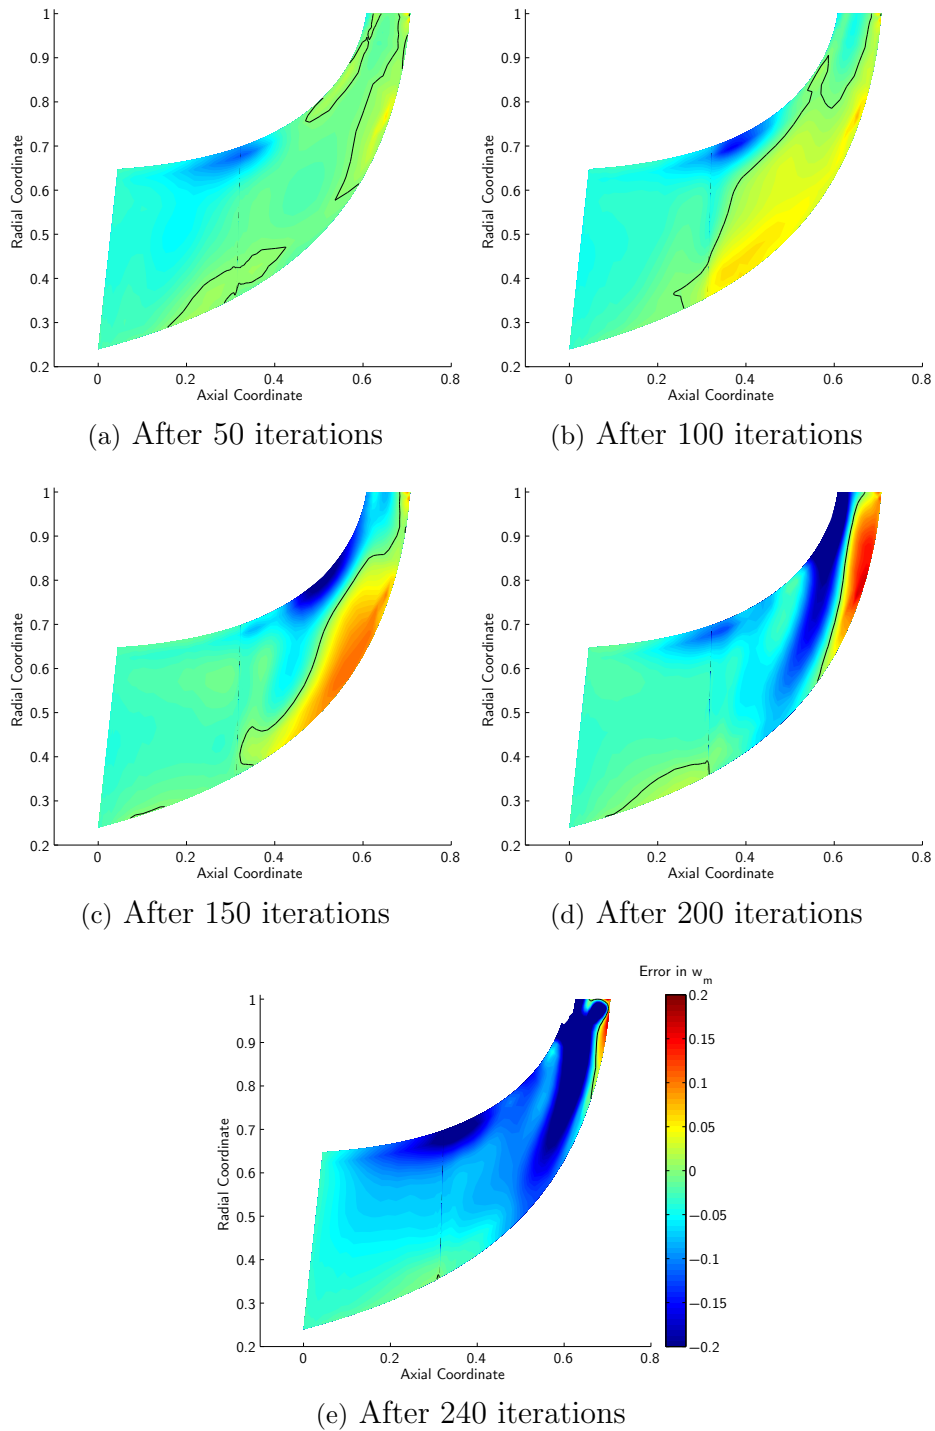 1
0.9
0.8
0.7
0.6
0.5
0.4
0.3
0.2
Radial Coordinate
0 0.2 0.4 0.6 0.8
Axial Coordinate
(a) After 50 iterations
1
0.9
0.8
0.7
0.6
0.5
0.4
0.3
0.2
Radial Coordinate
0 0.2 0.4 0.6 0.8
Axial Coordinate
(b) After 100 iterations
1
0.9
0.8
0.7
0.6
0.5
0.4
0.3
0.2
Radial Coordinate
0 0.2 0.4 0.6 0.8
Axial Coordinate
(c) After 150 iterations
1
0.9
0.8
0.7
0.6
0.5
0.4
0.3
0.2
Radial Coordinate
0 0.2 0.4 0.6 0.8
Axial Coordinate
(d) After 200 iterations
1
0.9
0.8
0.7
0.6
0.5
0.4
0.3
0.2
Radial Coordinate
0 0.2 0.4 0.6 0.8
Axial Coordinate
Error in w_m
0.2
0.15
0.1
0.05
0
−0.05
−0.1
−0.15
−0.2
(e) After 240 iterations